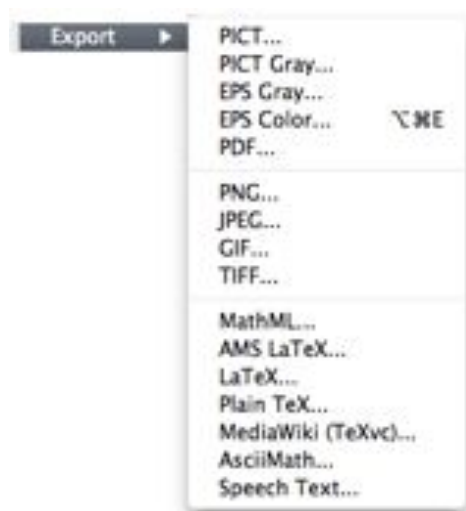 Export ▶
PICT...
PICT Gray...
EPS Gray...
EPS Color... ⌥⌘E
PDF...
PNG...
JPEG...
GIF...
TIFF...
MathML...
AMS LaTeX...
LaTeX...
Plain TeX...
MediaWiki (TeXvc)...
AsciiMath...
Speech Text...